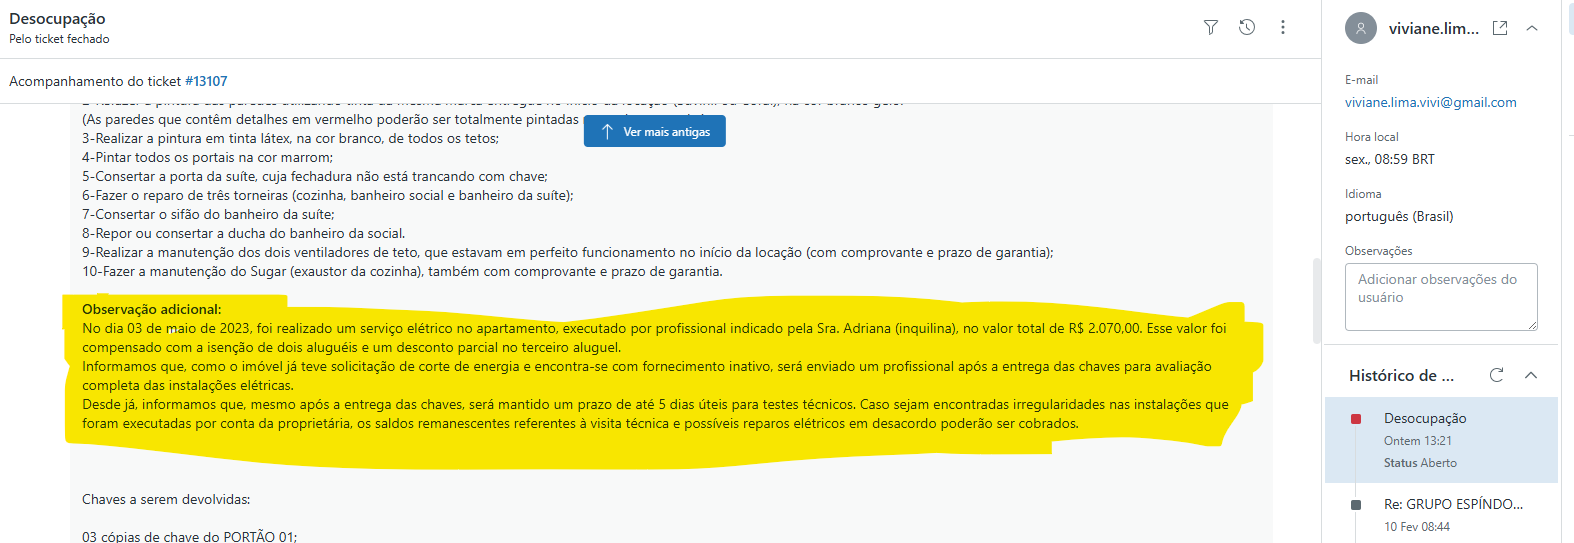 Desocupação
Pelo ticket fechado
Acompanhamento do ticket #13107
(As paredes que contêm detalhes em vermelho poderão ser totalmente pintadas
Ver mais antigas
3-Realizar a pintura em tinta látex, na cor branco, de todos os tetos;
4-Pintar todos os portais na cor marrom;
5-Consertar a porta da suíte, cuja fechadura não está trancando com chave;
6-Fazer o reparo de três torneiras (cozinha, banheiro social e banheiro da suíte);
7-Consertar o sifão do banheiro da suíte;
8-Repor ou consertar a ducha do banheiro da social.
9-Realizar a manutenção dos dois ventiladores de teto, que estavam em perfeito funcionamento no início da locação (com comprovante e prazo de garantia);
10-Fazer a manutenção do Sugar (exaustor da cozinha), também com comprovante e prazo de garantia.
Observação adicional:
No dia 03 de maio de 2023, foi realizado um serviço elétrico no apartamento, executado por profissional indicado pela Sra. Adriana (inquilina), no valor total de R$ 2.070,00. Esse valor foi
compensado com a isenção de dois aluguéis e um desconto parcial no terceiro aluguel.
Informamos que, como o imóvel já teve solicitação de corte de energia e encontra-se com fornecimento inativo, será enviado um profissional após a entrega das chaves para avaliação
completa das instalações elétricas.
Desde já, informamos que, mesmo após a entrega das chaves, será mantido um prazo de até 5 dias úteis para testes técnicos. Caso sejam encontradas irregularidades nas instalações que
foram executadas por conta da proprietária, os saldos remanescentes referentes à visita técnica e possíveis reparos elétricos em desacordo poderão ser cobrados.
Chaves a serem devolvidas:
03 cópias de chave do PORTÃO 01;
viviane.lim...
E-mail
viviane.lima.vivi@gmail.com
Hora local
sex., 08:59 BRT
Idioma
português (Brasil)
Observações
Adicionar observações do
usuário
Histórico de ...
Desocupação
Ontem 13:21
Status Aberto
Re: GRUPO ESPÍNDO...
10 Fev 08:44